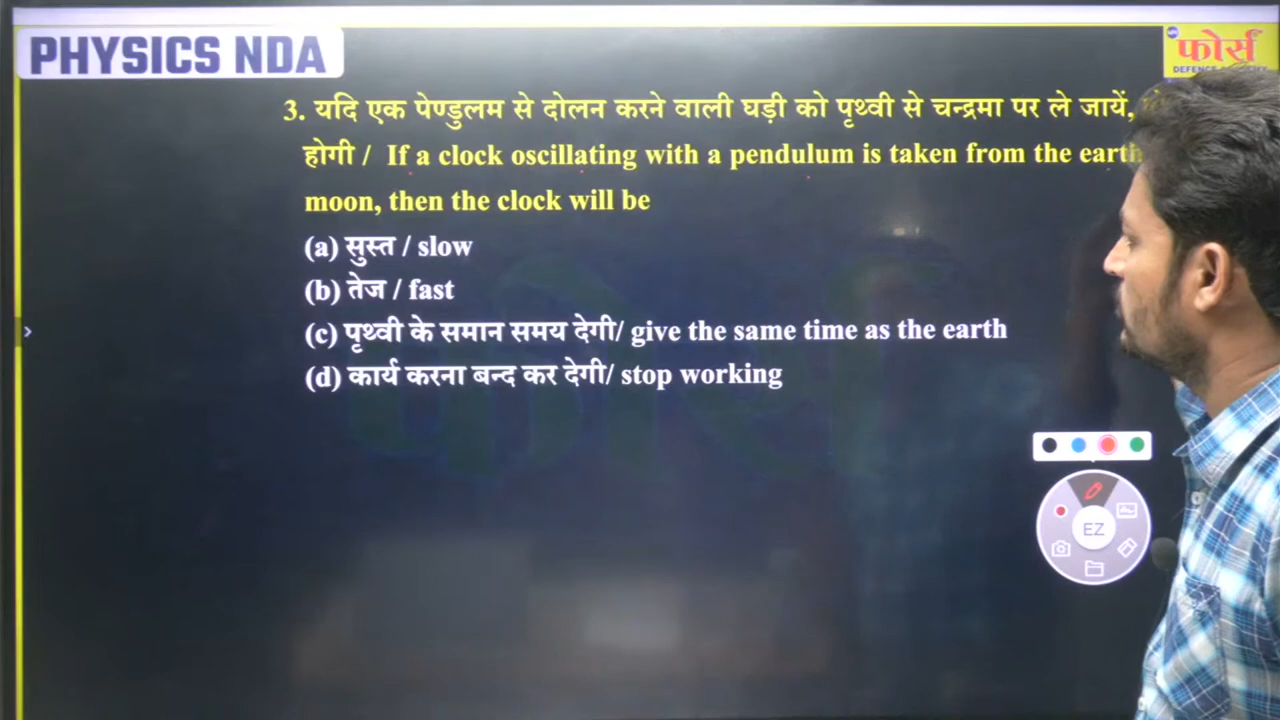 PHYSICS NDA
फोर्स
DEFENCE ACADEMY
3. यदि एक पेण्डुलम से दोलन करने वाली घड़ी को पृथ्वी से चन्द्रमा पर ले जायें,
होगी / If a clock oscillating with a pendulum is taken from the earth
moon, then the clock will be
(a) सुस्त / slow
(b) तेज / fast
(c) पृथ्वी के समान समय देगी/ give the same time as the earth
(d) कार्य करना बन्द कर देगी/ stop working
EZ